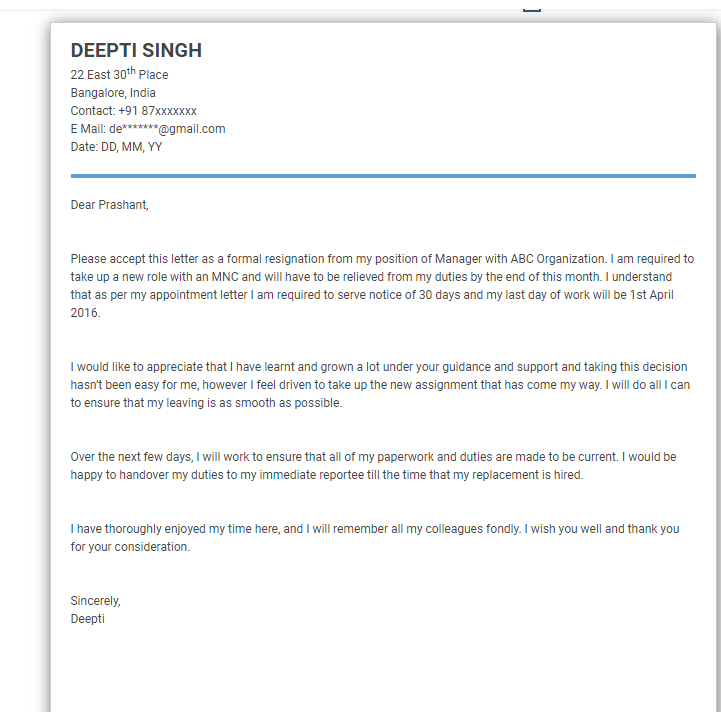 DEEPTI SINGH
22 East 30th Place
Bangalore, India
Contact: +91 87xxxxxxx
E Mail: de*******@gmail.com
Date: DD, MM, YY
Dear Prashant,
Please accept this letter as a formal resignation from my position of Manager with ABC Organization. I am required to
take up a new role with an MNC and will have to be relieved from my duties by the end of this month. I understand
that as per my appointment letter I am required to serve notice of 30 days and my last day of work will be 1st April
2016.
I would like to appreciate that I have learnt and grown a lot under your guidance and support and taking this decision
hasn't been easy for me, however I feel driven to take up the new assignment that has come my way. I will do all I can
to ensure that my leaving is as smooth as possible.
Over the next few days, I will work to ensure that all of my paperwork and duties are made to be current. I would be
happy to handover my duties to my immediate reportee till the time that my replacement is hired.
I have thoroughly enjoyed my time here, and I will remember all my colleagues fondly. I wish you well and thank you
for your consideration.
Sincerely,
Deepti